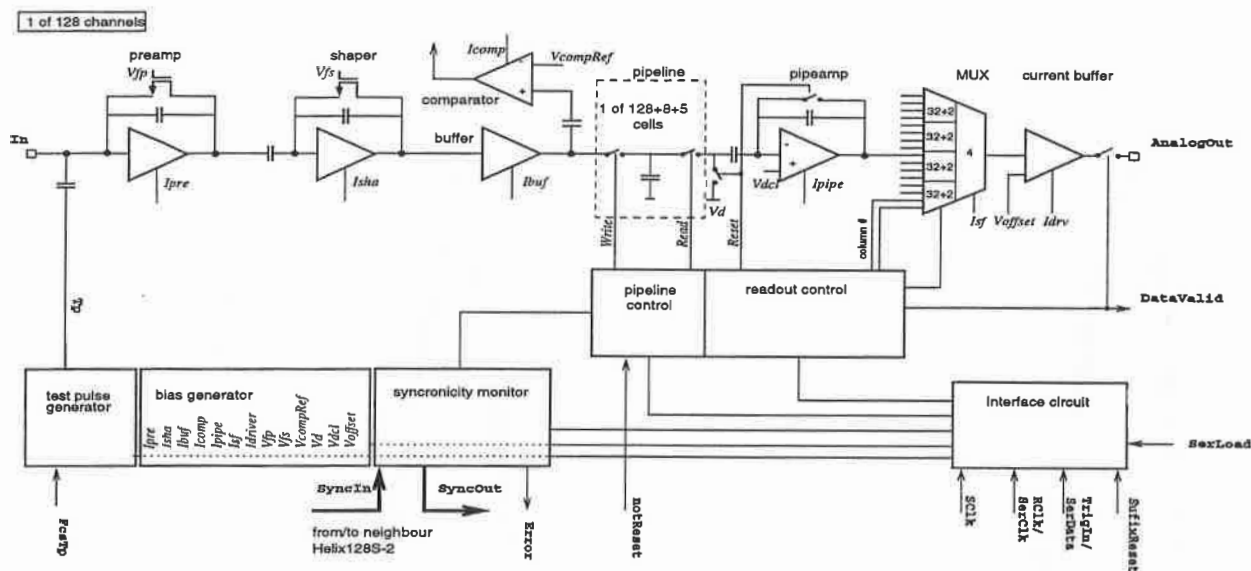 1 of 128 channels
preamp
Vfp
shaper
Vfs
Icomp
VcompRef
-
+
comparator
pipeline
1 of 128+8+5
cells
pipeamp
MUX
current buffer
In
Ipre
Isha
buffer
Ibuf
Vd
-
+
Vdcl
Ipipe
32+2
32+2
32+2
32+2
4
Isf
Voffset
Idrv
AnalogOut
Write
Read
Reset
column #
Tp
pipeline
control
readout control
DataValid
test pulse
generator
bias generator
Ipre
Isha
Ibuf
Icomp
Ipipe
Isf
Idriver
Vfp
Vfs
VcompRef
Vd
Vdcl
Voffset
syncronicity monitor
interface circuit
SerLoad
FcsTp
SyncIn
SyncOut
from/to neighbour
Helix128S-2
Error
notReset
SClk
RClk/
SerClk
TrigIn/
SerData
SufixReset